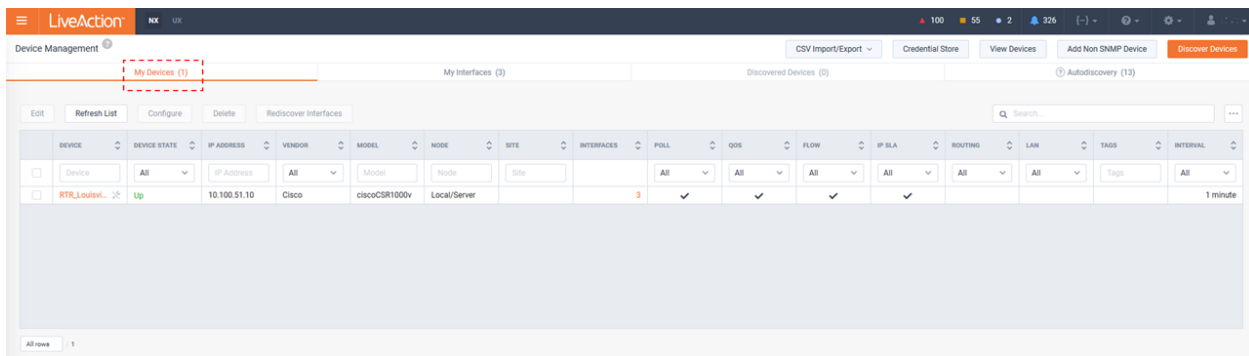 LiveAction NX UX 100 55 2 326
Device Management CSV Import/Export Credential Store View Devices Add Non SNMP Device Discover Devices
My Devices (1) My Interfaces (3) Discovered Devices (0) Autodiscovery (13)
Edit Refresh List Configure Delete Rediscover Interfaces Search...
DEVICE DEVICE STATE IP ADDRESS VENDOR MODEL NODE SITE INTERFACES POLL QOS FLOW IP SLA ROUTING LAN TAGS INTERVAL
Device All IP Address All Model Node Site All All All All All All Tags All
RTR_Louisvi... Up 10.100.51.10 Cisco ciscoCSR1000v Local/Server 3 1 minute
All rows / 1